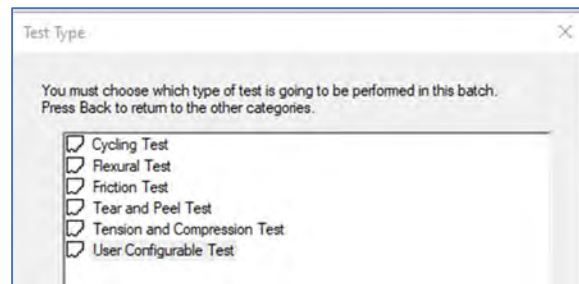 Test Type
You must choose which type of test is going to be performed in this batch.
Press Back to return to the other categories.
Cycling Test
Flexural Test
Friction Test
Tear and Peel Test
Tension and Compression Test
User Configurable Test